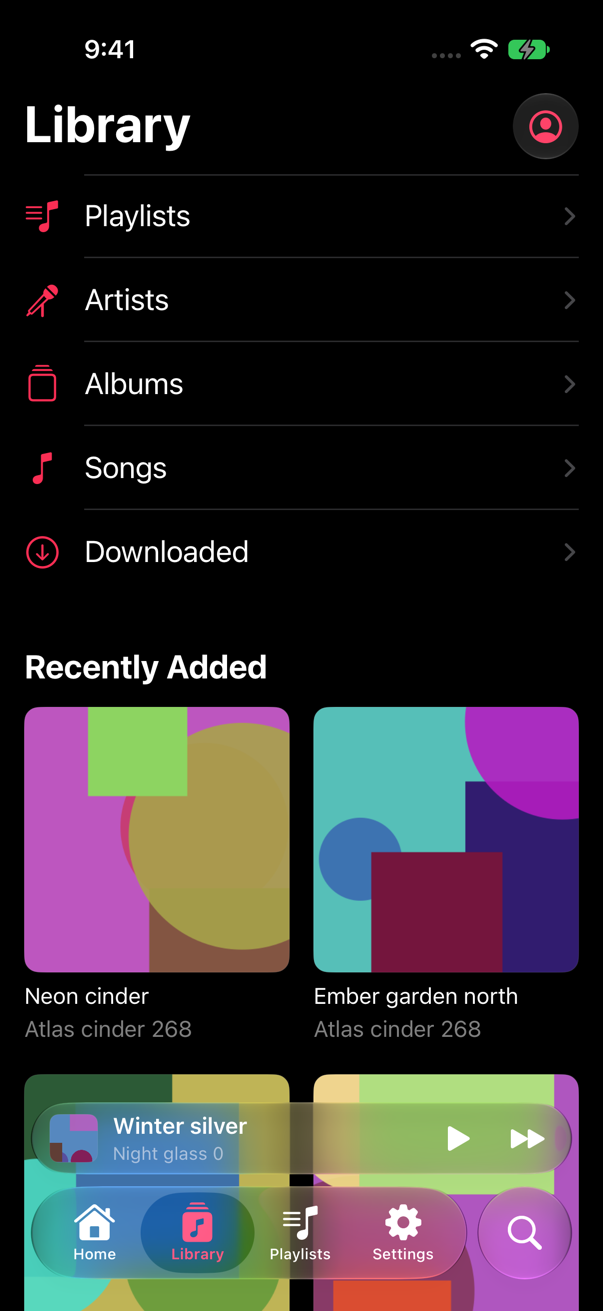 9:41
Library
Playlists
Artists
Albums
Songs
Downloaded
Recently Added
Neon cinder
Atlas cinder 268
Ember garden north
Atlas cinder 268
Winter silver
Night glass 0
Home
Library
Playlists
Settings